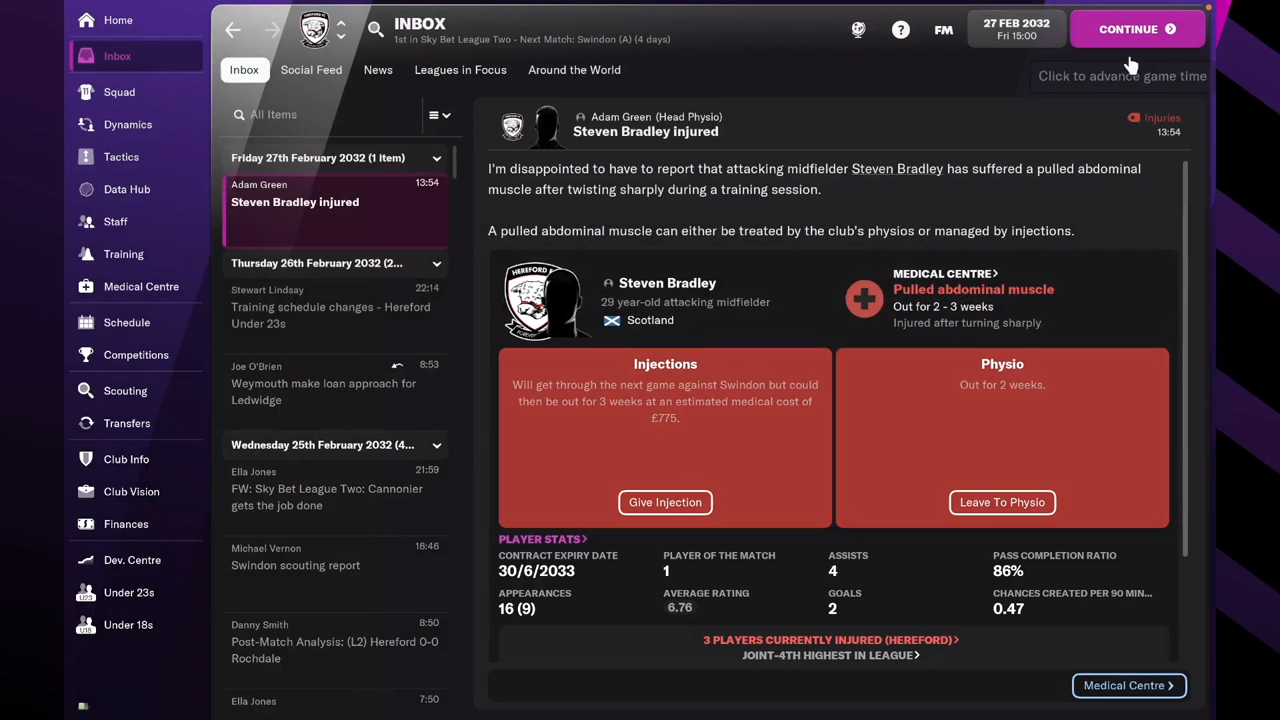 Home
Inbox
Squad
Dynamics
Tactics
Data Hub
Staff
Training
Medical Centre
Schedule
Competitions
Scouting
Transfers
Club Info
Club Vision
Finances
Dev. Centre
Under 23s
Under 18s
INBOX
1st in Sky Bet League Two - Next Match: Swindon (A) (4 days)
FM
27 FEB 2032
Fri 15:00
CONTINUE
Click to advance game time
Inbox
Social Feed
News
Leagues in Focus
Around the World
All Items
Friday 27th February 2032 (1 Item)
Adam Green 13:54
Steven Bradley injured
Thursday 26th February 2032 (2...
Stewart Lindsay 22:14
Training schedule changes - Hereford
Under 23s
Joe O'Brien 8:53
Weymouth make loan approach for
Ledwidge
Wednesday 25th February 2032 (4...
Ella Jones 21:59
FW: Sky Bet League Two: Cannonier
gets the job done
Michael Vernon 16:46
Swindon scouting report
Danny Smith 8:50
Post-Match Analysis: (L2) Hereford 0-0
Rochdale
Ella Jones 7:50
Adam Green (Head Physio)
Steven Bradley injured
Injuries
13:54
I'm disappointed to have to report that attacking midfielder Steven Bradley has suffered a pulled abdominal
muscle after twisting sharply during a training session.
A pulled abdominal muscle can either be treated by the club's physios or managed by injections.
HEREFORD FC
Steven Bradley
29 year-old attacking midfielder
Scotland
MEDICAL CENTRE>
Pulled abdominal muscle
Out for 2 - 3 weeks
Injured after turning sharply
Injections
Will get through the next game against Swindon but could
then be out for 3 weeks at an estimated medical cost of
£775.
Give Injection
Physio
Out for 2 weeks.
Leave To Physio
PLAYER STATS>
CONTRACT EXPIRY DATE
30/6/2033
PLAYER OF THE MATCH
1
ASSISTS
4
PASS COMPLETION RATIO
86%
APPEARANCES
16 (9)
AVERAGE RATING
6.76
GOALS
2
CHANCES CREATED PER 90 MIN...
0.47
3 PLAYERS CURRENTLY INJURED (HEREFORD)>
JOINT-4TH HIGHEST IN LEAGUE>
Medical Centre >